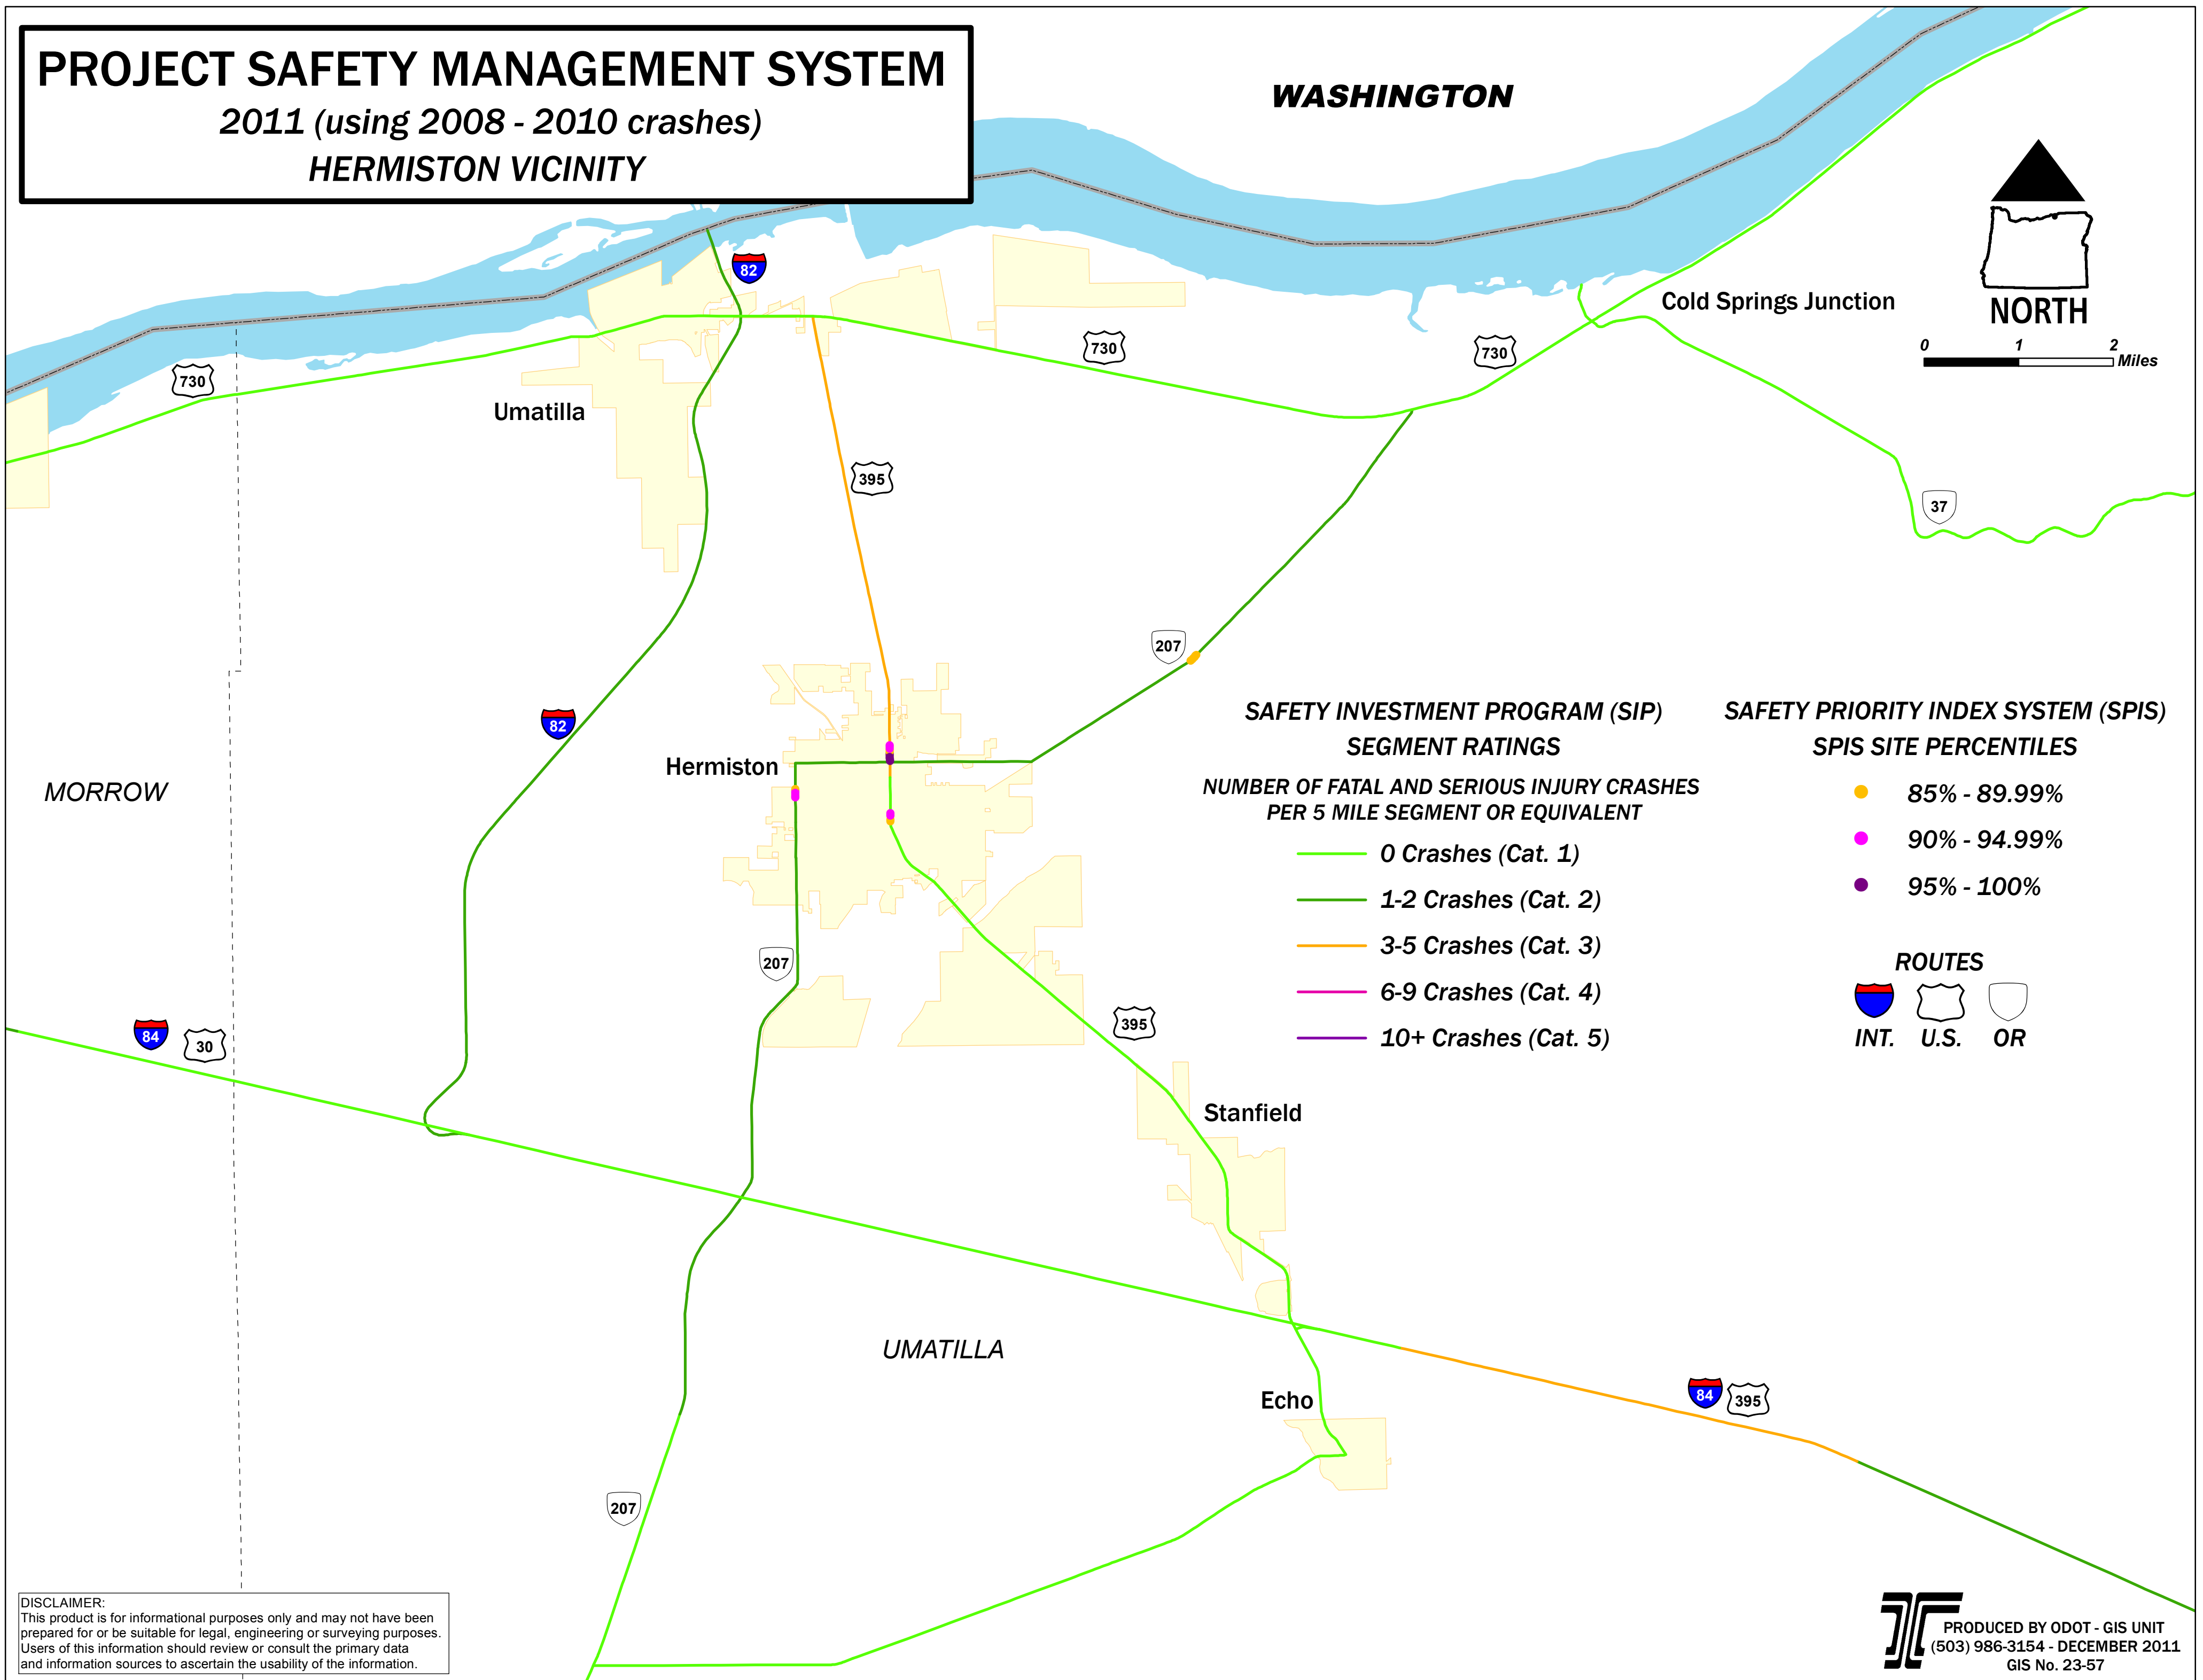 PROJECT SAFETY MANAGEMENT SYSTEM
2011 (using 2008 - 2010 crashes)
HERMISTON VICINITY
WASHINGTON
NORTH
0 1 2
Miles
Cold Springs Junction
82
730
730
730
Umatilla
395
37
207
82
Hermiston
MORROW
207
395
84
30
Stanfield
UMATILLA
Echo
84
395
207
SAFETY INVESTMENT PROGRAM (SIP)
SEGMENT RATINGS
NUMBER OF FATAL AND SERIOUS INJURY CRASHES
PER 5 MILE SEGMENT OR EQUIVALENT
0 Crashes (Cat. 1)
1-2 Crashes (Cat. 2)
3-5 Crashes (Cat. 3)
6-9 Crashes (Cat. 4)
10+ Crashes (Cat. 5)
SAFETY PRIORITY INDEX SYSTEM (SPIS)
SPIS SITE PERCENTILES
85% - 89.99%
90% - 94.99%
95% - 100%
ROUTES
INT. U.S. OR
DISCLAIMER:
This product is for informational purposes only and may not have been
prepared for or be suitable for legal, engineering or surveying purposes.
Users of this information should review or consult the primary data
and information sources to ascertain the usability of the information.
PRODUCED BY ODOT - GIS UNIT
(503) 986-3154 - DECEMBER 2011
GIS No. 23-57